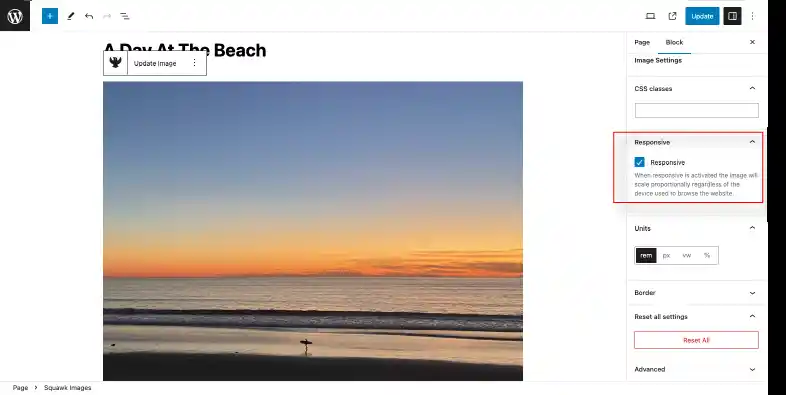 Update
A Day At The Beach
Update Image
Page Block
Image Settings
CSS classes
Responsive
Responsive
When responsive is activated the image will
scale proportionally regardless of the
device used to browse the website.
Units
rem px vw %
Border
Reset all settings
Reset All
Advanced
Page > Squawk Images